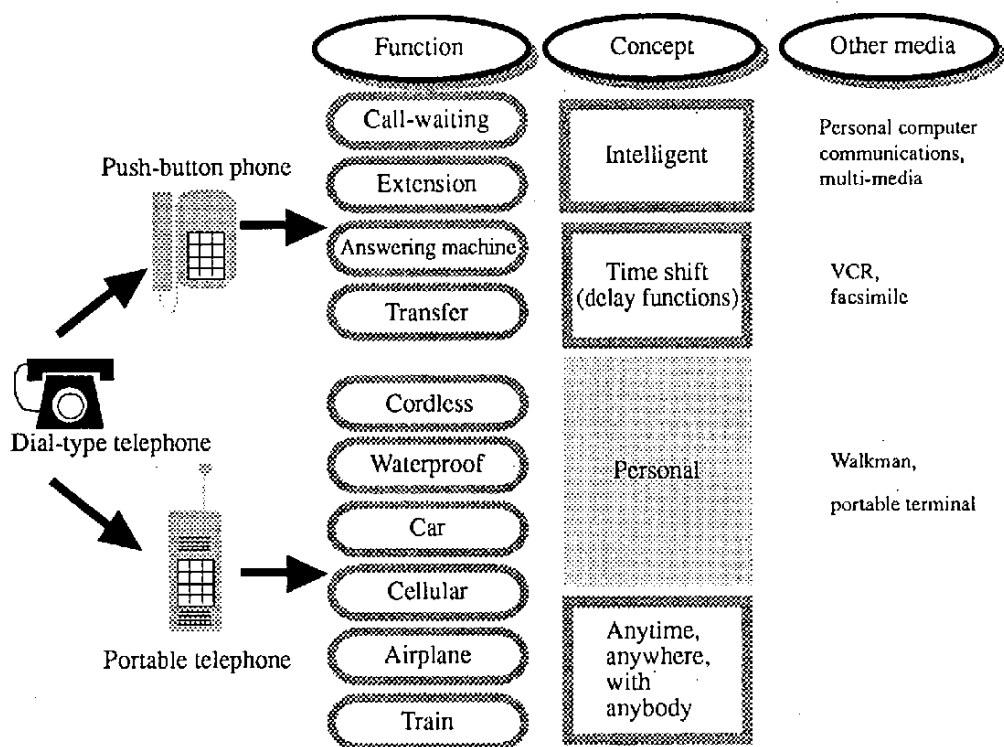 Function
Concept
Other media
Call-waiting
Extension
Answering machine
Transfer
Cordless
Waterproof
Car
Cellular
Airplane
Train
Intelligent
Time shift
(delay functions)
Personal
Anytime,
anywhere,
with
anybody
Personal computer
communications,
multi-media
VCR,
facsimile
Walkman,
portable terminal
Push-button phone
Dial-type telephone
Portable telephone